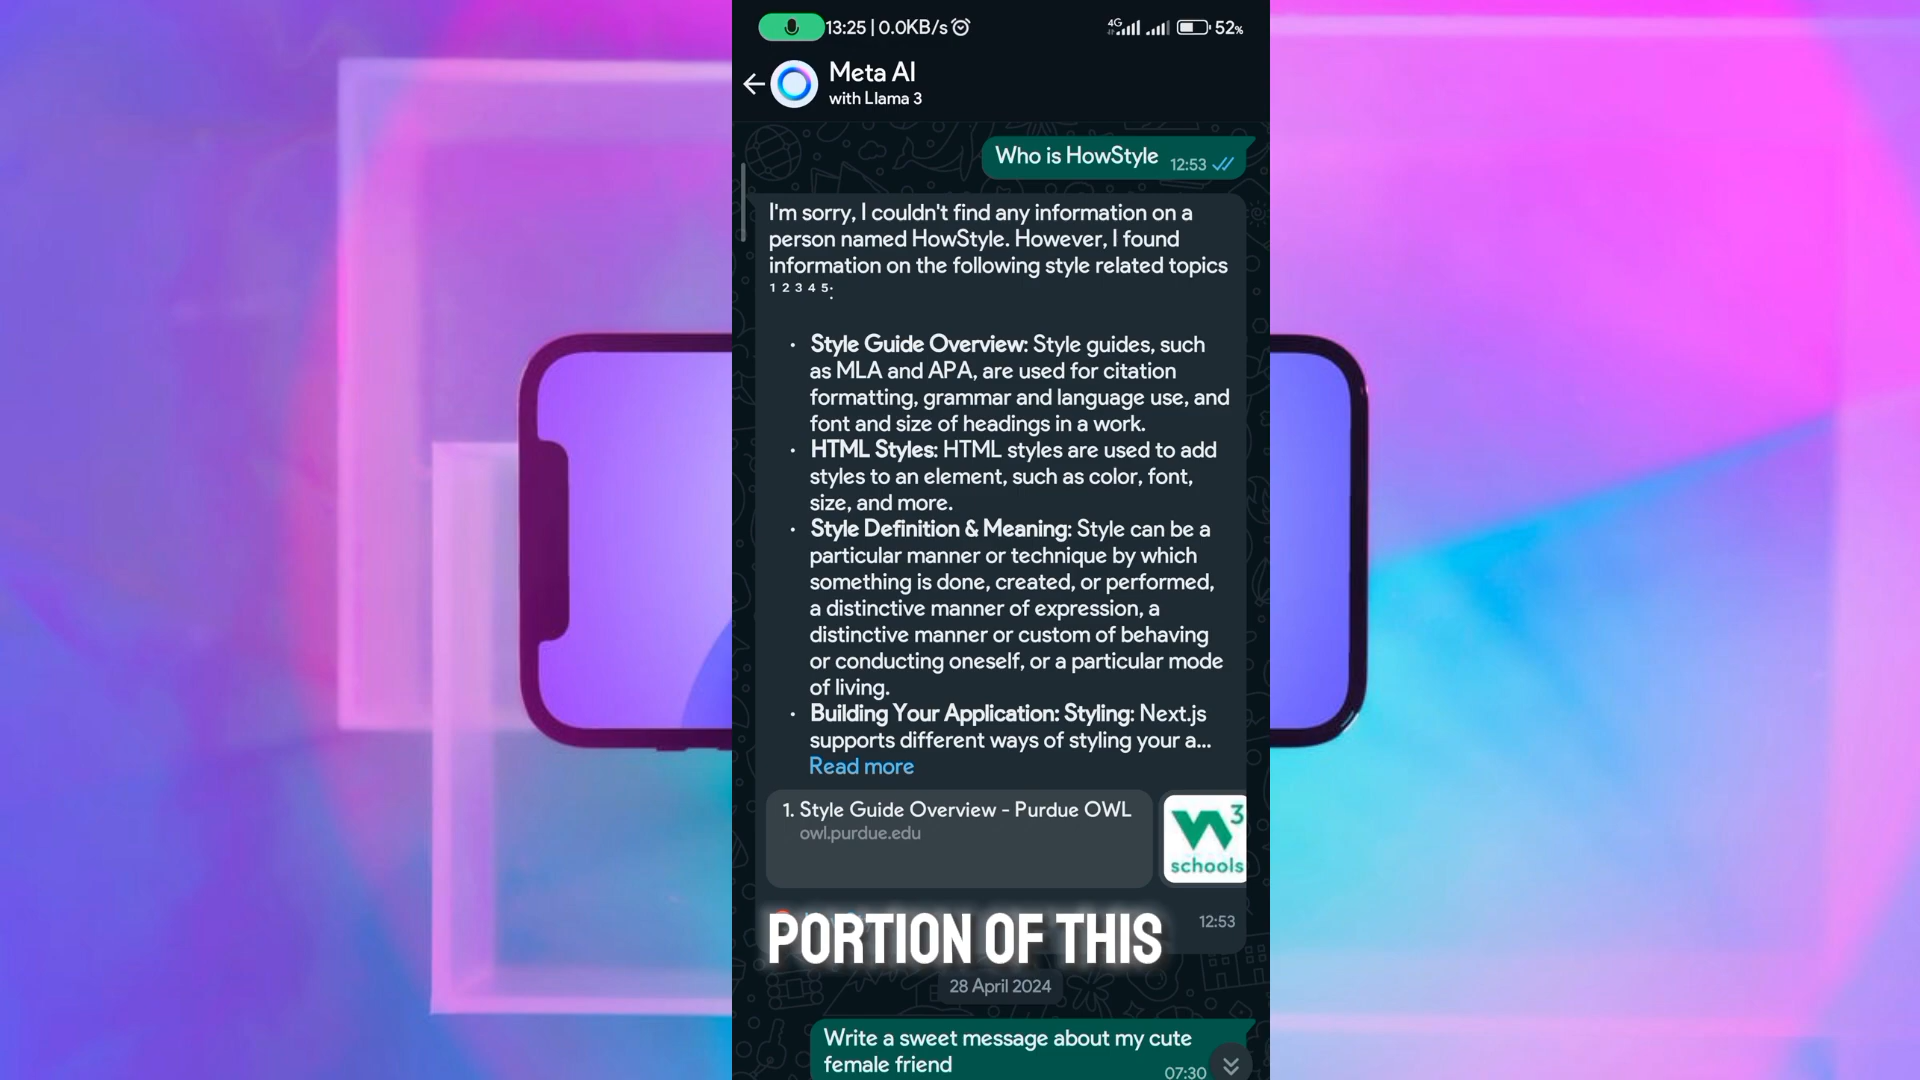 13:25 | 0.0KB/s
4G
52%
Meta AI
with Llama 3
Who is HowStyle
12:53
I'm sorry, I couldn't find any information on a
person named HowStyle. However, I found
information on the following style related topics
¹ ² ³ ⁴ ⁵:
• Style Guide Overview: Style guides, such
as MLA and APA, are used for citation
formatting, grammar and language use, and
font and size of headings in a work.
• HTML Styles: HTML styles are used to add
styles to an element, such as color, font,
size, and more.
• Style Definition & Meaning: Style can be a
particular manner or technique by which
something is done, created, or performed,
a distinctive manner of expression, a
distinctive manner or custom of behaving
or conducting oneself, or a particular mode
of living.
• Building Your Application: Styling: Next.js
supports different ways of styling your a...
Read more
1. Style Guide Overview - Purdue OWL
owl.purdue.edu
W3
schools
12:53
PORTION OF THIS
28 April 2024
Write a sweet message about my cute
female friend
07:30